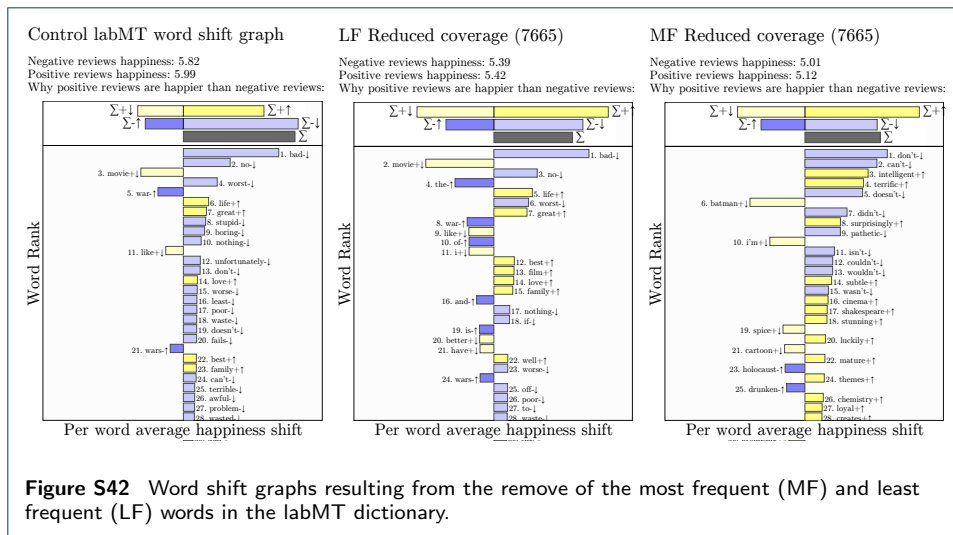 Control labMT word shift graph
Negative reviews happiness: 5.82
Positive reviews happiness: 5.99
Why positive reviews are happier than negative reviews:
Σ+↓
Σ+↑
Σ-↑
Σ-↓
Σ
1. bad-↓
2. no-↓
3. movie+↓
4. worst-↓
5. war-↑
6. life+↑
7. great+↑
8. stupid-↓
9. boring-↓
10. nothing-↓
11. like+↓
12. unfortunately-↓
13. don't-↓
14. love+↑
15. worse-↓
16. least-↓
17. poor-↓
18. waste-↓
19. doesn't-↓
20. fails-↓
21. wars-↑
22. best+↑
23. family+↑
24. can't-↓
25. terrible-↓
26. awful-↓
27. problem-↓
28. wasted-↓
Word Rank
Per word average happiness shift
LF Reduced coverage (7665)
Negative reviews happiness: 5.39
Positive reviews happiness: 5.42
Why positive reviews are happier than negative reviews:
Σ+↓
Σ+↑
Σ-↑
Σ-↓
Σ
1. bad-↓
2. movie+↓
3. no-↓
4. the-↑
5. life+↑
6. worst-↓
7. great+↑
8. war-↑
9. like+↓
10. of-↑
11. i+↓
12. best+↑
13. film+↑
14. love+↑
15. family+↑
16. and-↑
17. nothing-↓
18. if-↓
19. is-↑
20. better+↓
21. have+↓
22. well+↑
23. worse-↓
24. wars-↑
25. off-↓
26. poor-↓
27. to-↓
28. waste-↓
Word Rank
Per word average happiness shift
MF Reduced coverage (7665)
Negative reviews happiness: 5.01
Positive reviews happiness: 5.12
Why positive reviews are happier than negative reviews:
Σ+↓
Σ+↑
Σ-↑
Σ-↓
Σ
1. don't-↓
2. can't-↓
3. intelligent+↑
4. terrific+↑
5. doesn't-↓
6. batman+↓
7. didn't-↓
8. surprisingly+↑
9. pathetic-↓
10. i'm+↓
11. isn't-↓
12. couldn't-↓
13. wouldn't-↓
14. subtle+↑
15. wasn't-↓
16. cinema+↑
17. shakespeare+↑
18. stunning+↑
19. spice+↓
20. luckily+↑
21. cartoon+↓
22. mature+↑
23. holocaust-↑
24. themes+↑
25. drunken-↑
26. chemistry+↑
27. loyal+↑
28. creates+↑
Word Rank
Per word average happiness shift
Figure S42 Word shift graphs resulting from the remove of the most frequent (MF) and least
frequent (LF) words in the labMT dictionary.